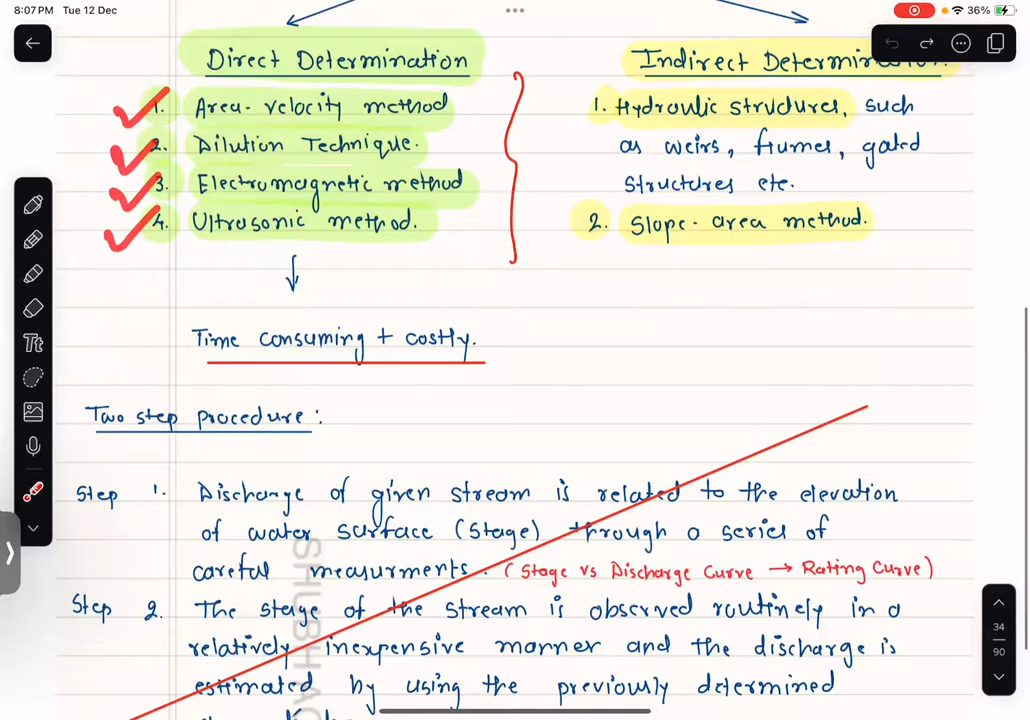 8:07 PM Tue 12 Dec
36%
Direct Determination
1. Area-velocity method
2. Dilution Technique.
3. Electromagnetic method
4. Ultrasonic method.
Indirect
1. Hydraulic structures, such
as weirs, flumes, gated
structures etc.
2. Slope-area method.
Time consuming + costly.
Two step procedure:
Step 1. Discharge of given stream is related to the elevation
of water surface (stage) through a series of
careful measurments. (Stage vs Discharge Curve → Rating Curve)
Step 2. The stage of the stream is observed routinely in a
relatively inexpensive manner and the discharge is
estimated by using the previously determined
Tt
34
90